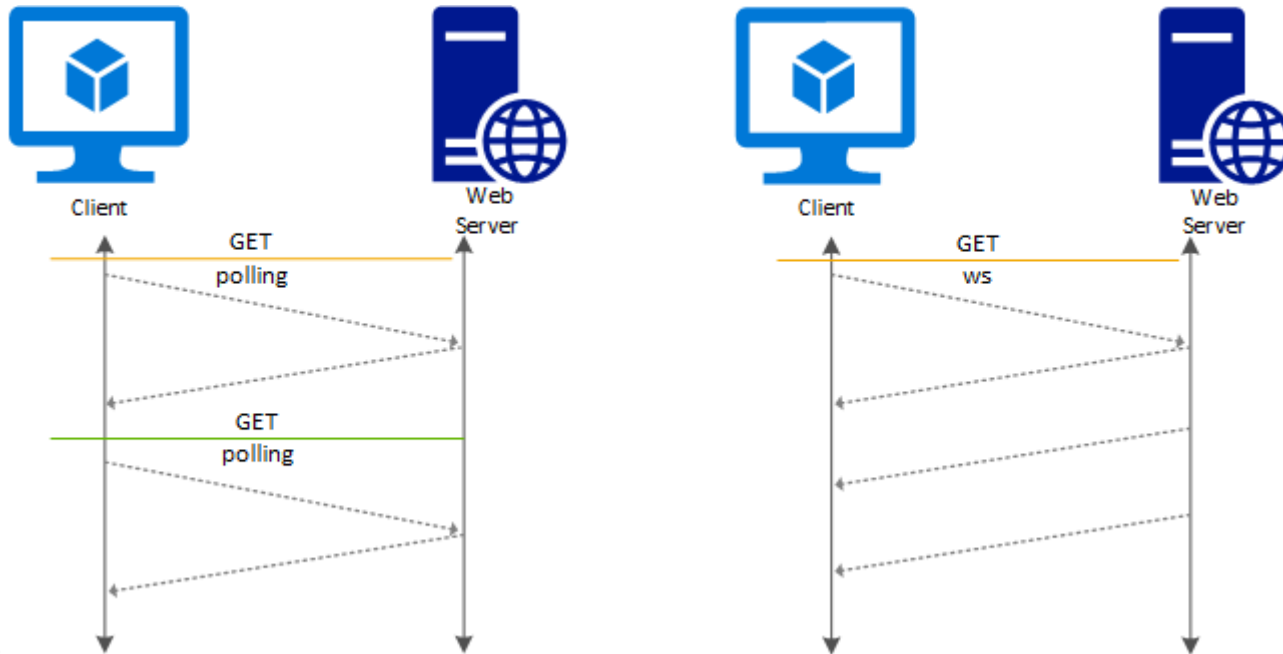 Client
Web
Server
GET
polling
GET
polling
Client
Web
Server
GET
ws